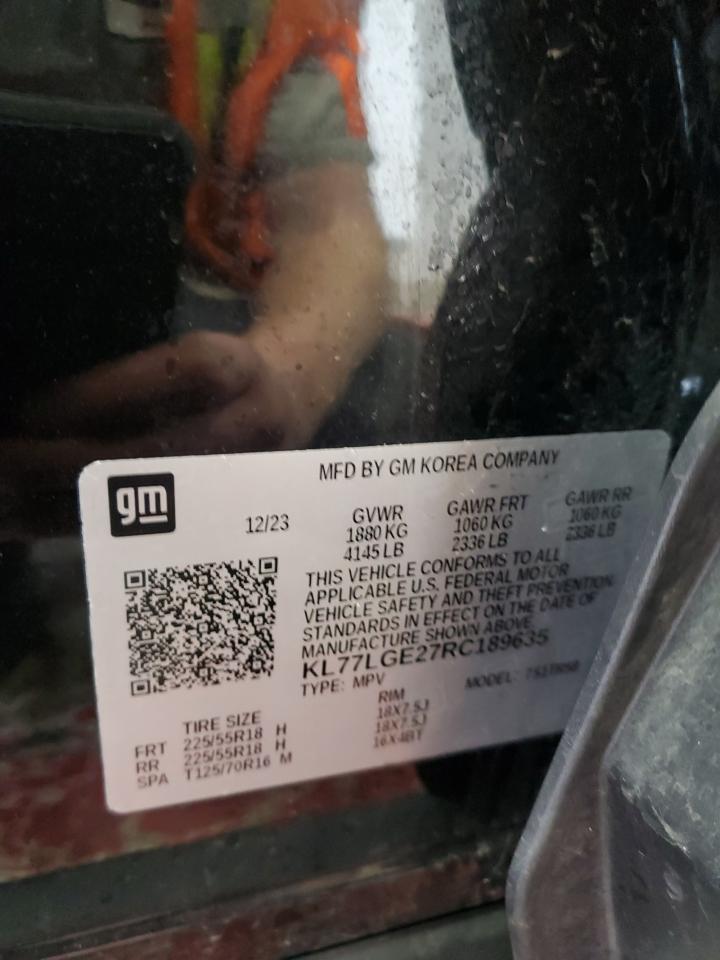 MFD BY GM KOREA COMPANY
gm
12/23
GVWR
1880 KG
4145 LB
GAWR FRT
1060 KG
2336 LB
GAWR RR
1060 KG
2336 LB
THIS VEHICLE CONFORMS TO ALL
APPLICABLE U.S. FEDERAL MOTOR
VEHICLE SAFETY AND THEFT PREVENTION
STANDARDS IN EFFECT ON THE DATE OF
MANUFACTURE SHOWN ABOVE.
KL77LGE27RC189635
TYPE: MPV MODEL:
TIRE SIZE RIM
FRT 225/55R18 H 18X7.5J
RR 225/55R18 H 18X7.5J
SPA T125/70R16 M 16X4BT